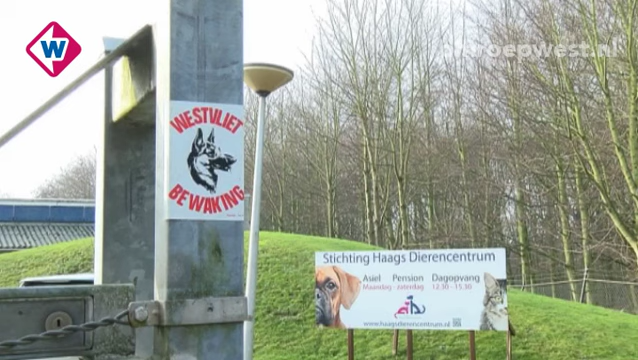 W
omroepwest.nl
WESTVLIET
BEWAKING
Stichting Haags Dierencentrum
Asiel Pension Dagopvang
Maandag - zaterdag 12.30 - 15.30
www.haagsdierencentrum.nl